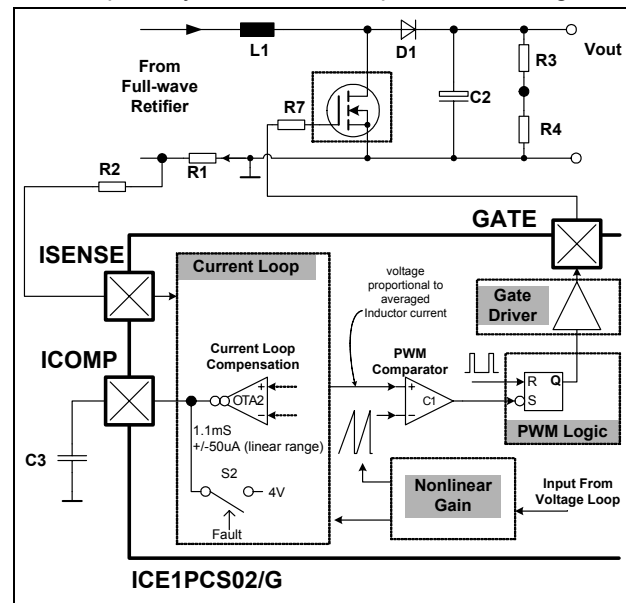 L1
D1
Vout
From
Full-wave
Retifier
R3
R7
C2
R4
R2
R1
GATE
ISENSE
Current Loop
voltage
proportional to
averaged
Inductor current
Gate
Driver
ICOMP
Current Loop
Compensation
PWM
Comparator
+
OTA2
−
+
C1
−
R Q
S
PWM Logic
1.1mS
+/-50uA (linear range)
C3
S2
4V
Fault
Nonlinear
Gain
Input From
Voltage Loop
ICE1PCS02/G